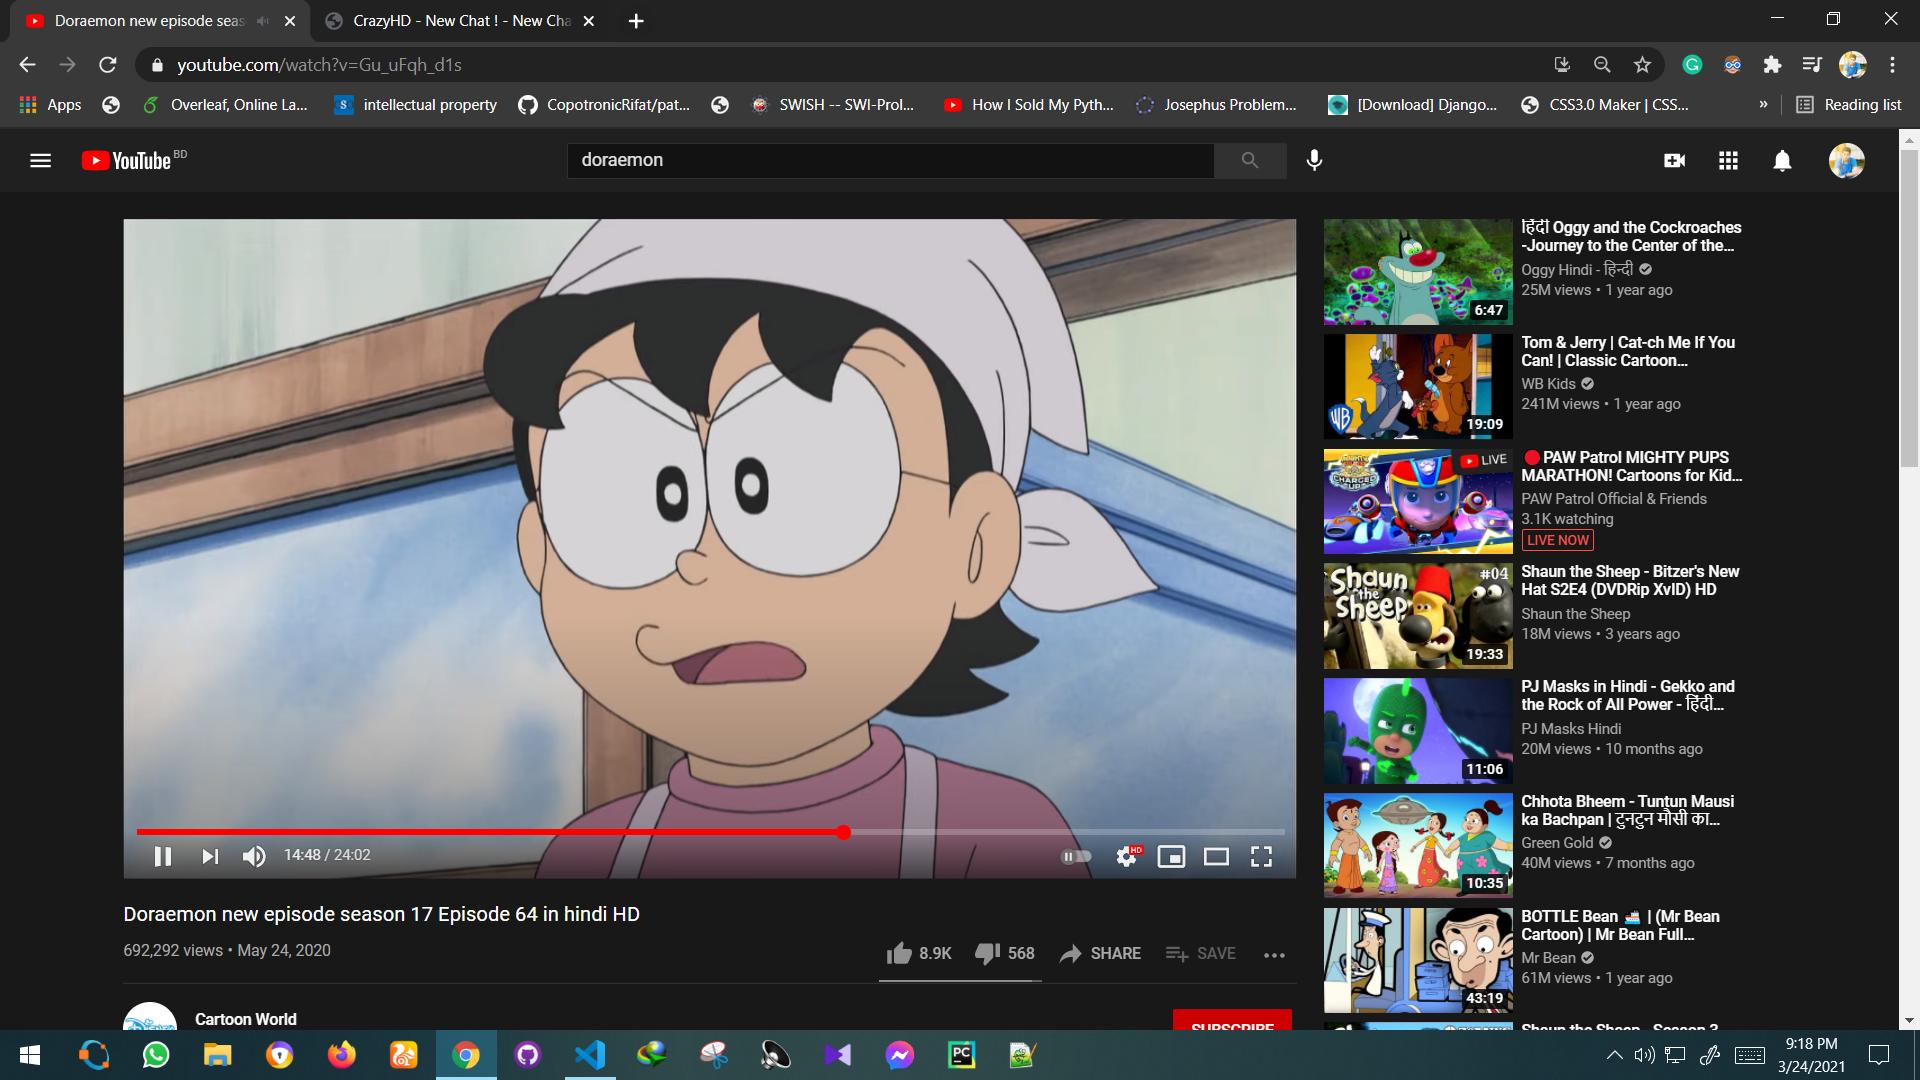 Doraemon new episode seas
CrazyHD - New Chat ! - New Cha
youtube.com/watch?v=Gu_uFqh_d1s
Apps
Overleaf, Online La...
intellectual property
CopotronicRifat/pat...
SWISH -- SWI-Prol...
How I Sold My Pyth...
Josephus Problem...
[Download] Django...
CSS3.0 Maker | CSS...
»
Reading list
YouTube BD
doraemon
हिंदी Oggy and the Cockroaches
-Journey to the Center of the...
Oggy Hindi - हिन्दी
25M views • 1 year ago
6:47
Tom & Jerry | Cat-ch Me If You
Can! | Classic Cartoon...
WB Kids
241M views • 1 year ago
WB
19:09
PAW Patrol MIGHTY PUPS
MARATHON! Cartoons for Kid...
PAW Patrol Official & Friends
3.1K watching
LIVE NOW
LIVE
CHARGED UP
Shaun the Sheep - Bitzer's New
Hat S2E4 (DVDRip XvID) HD
Shaun the Sheep
18M views • 3 years ago
Shaun
the
Sheep
#04
19:33
PJ Masks in Hindi - Gekko and
the Rock of All Power - हिंदी...
PJ Masks Hindi
20M views • 10 months ago
11:06
Chhota Bheem - Tuntun Mausi
ka Bachpan | टुनटुन मौसी का...
Green Gold
40M views • 7 months ago
10:35
BOTTLE Bean 🚢 | (Mr Bean
Cartoon) | Mr Bean Full...
Mr Bean
61M views • 1 year ago
43:19
Shaun the Sheep - Season 3
14:48 / 24:02
HD
Doraemon new episode season 17 Episode 64 in hindi HD
692,292 views • May 24, 2020
8.9K
568
SHARE
SAVE
Cartoon World
SUBSCRIBE
PC
9:18 PM
3/24/2021